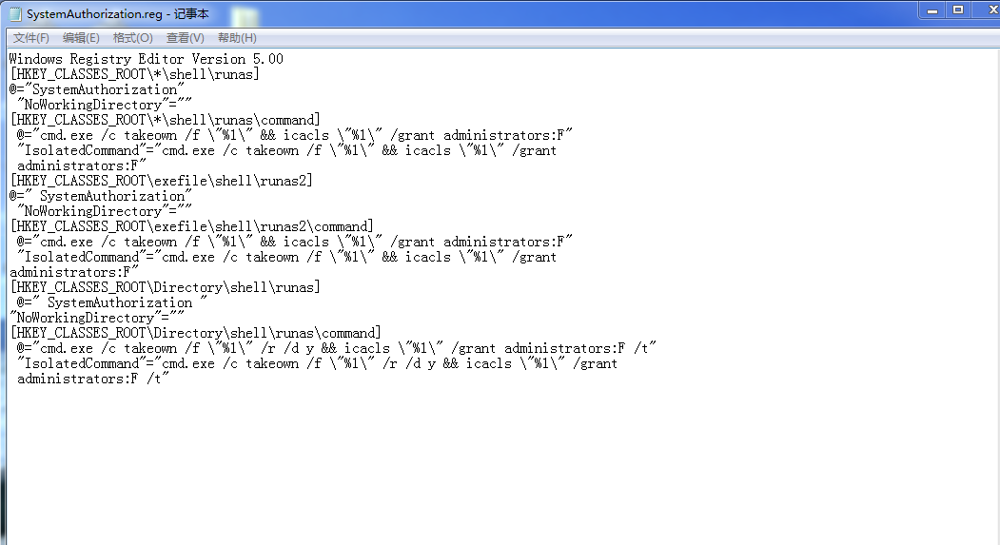 SystemAuthorization.reg - 记事本
文件(F) 编辑(E) 格式(O) 查看(V) 帮助(H)
Windows Registry Editor Version 5.00
[HKEY_CLASSES_ROOT\*\shell\runas]
@="SystemAuthorization"
"NoWorkingDirectory"=""
[HKEY_CLASSES_ROOT\*\shell\runas\command]
@="cmd.exe /c takeown /f \"%1\" && icacls \"%1\" /grant administrators:F"
"IsolatedCommand"="cmd.exe /c takeown /f \"%1\" && icacls \"%1\" /grant
administrators:F"
[HKEY_CLASSES_ROOT\exefile\shell\runas2]
@=" SystemAuthorization"
"NoWorkingDirectory"=""
[HKEY_CLASSES_ROOT\exefile\shell\runas2\command]
@="cmd.exe /c takeown /f \"%1\" && icacls \"%1\" /grant administrators:F"
"IsolatedCommand"="cmd.exe /c takeown /f \"%1\" && icacls \"%1\" /grant
administrators:F"
[HKEY_CLASSES_ROOT\Directory\shell\runas]
@=" SystemAuthorization "
"NoWorkingDirectory"=""
[HKEY_CLASSES_ROOT\Directory\shell\runas\command]
@="cmd.exe /c takeown /f \"%1\" /r /d y && icacls \"%1\" /grant administrators:F /t"
"IsolatedCommand"="cmd.exe /c takeown /f \"%1\" /r /d y && icacls \"%1\" /grant
administrators:F /t"